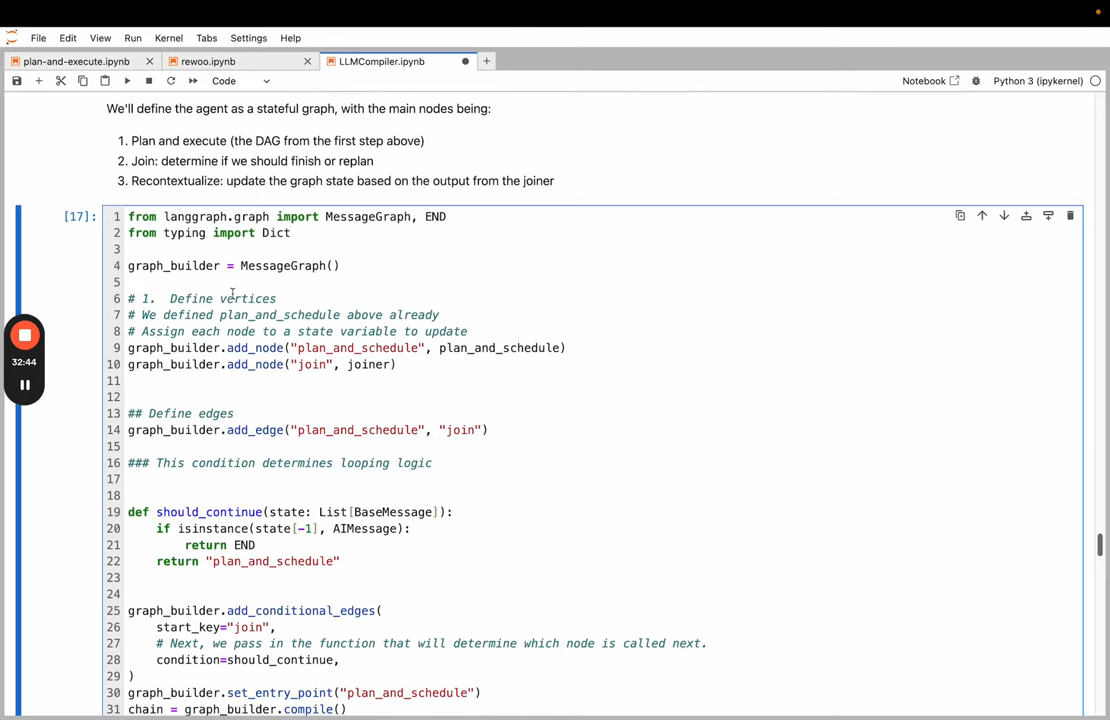 File Edit View Run Kernel Tabs Settings Help
plan-and-execute.ipynb rewoo.ipynb LLMCompiler.ipynb
Code Notebook Python 3 (ipykernel)
We'll define the agent as a stateful graph, with the main nodes being:
1. Plan and execute (the DAG from the first step above)
2. Join: determine if we should finish or replan
3. Recontextualize: update the graph state based on the output from the joiner
[17]: 1 from langgraph.graph import MessageGraph, END
2 from typing import Dict
3
4 graph_builder = MessageGraph()
5
6 # 1.  Define vertices
7 # We defined plan_and_schedule above already
8 # Assign each node to a state variable to update
9 graph_builder.add_node("plan_and_schedule", plan_and_schedule)
10 graph_builder.add_node("join", joiner)
11
12
13 ## Define edges
14 graph_builder.add_edge("plan_and_schedule", "join")
15
16 ### This condition determines looping logic
17
18
19 def should_continue(state: List[BaseMessage]):
20     if isinstance(state[-1], AIMessage):
21         return END
22     return "plan_and_schedule"
23
24
25 graph_builder.add_conditional_edges(
26     start_key="join",
27     # Next, we pass in the function that will determine which node is called next.
28     condition=should_continue,
29 )
30 graph_builder.set_entry_point("plan_and_schedule")
31 chain = graph_builder.compile()
32:44